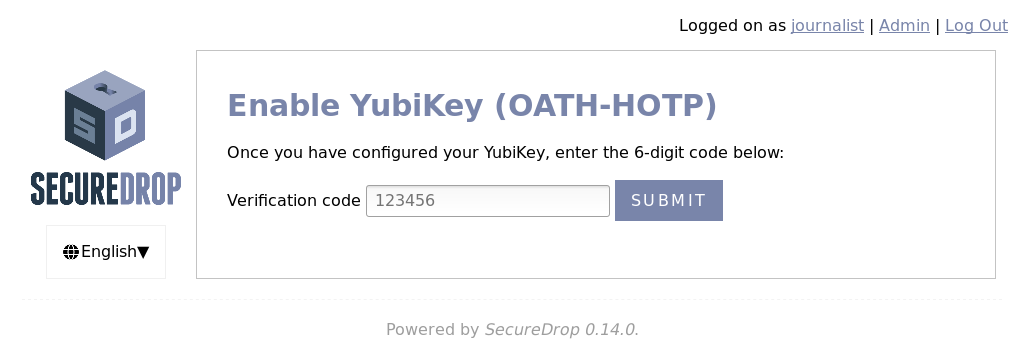 Logged on as journalist | Admin | Log Out
SECUREDROP
English▼
Enable YubiKey (OATH-HOTP)
Once you have configured your YubiKey, enter the 6-digit code below:
Verification code 123456 SUBMIT
Powered by SecureDrop 0.14.0.